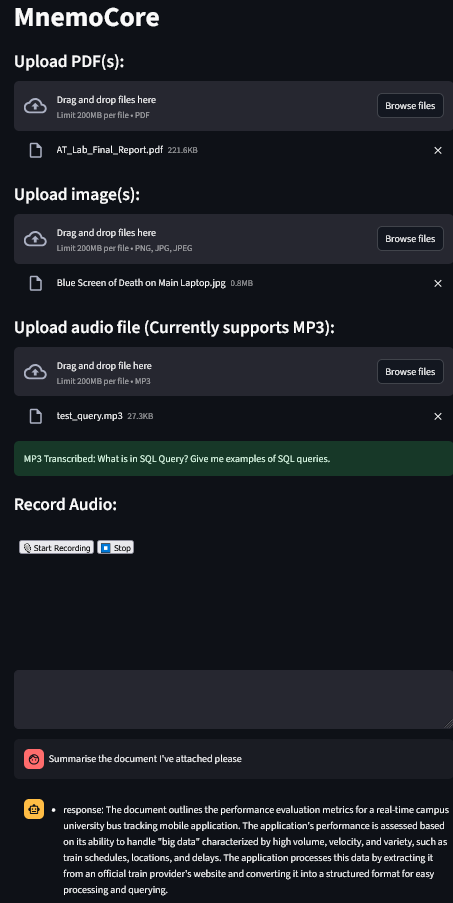 MnemoCore
Upload PDF(s):
Drag and drop files here
Limit 200MB per file • PDF
Browse files
AT_Lab_Final_Report.pdf 221.6KB
Upload image(s):
Drag and drop files here
Limit 200MB per file • PNG, JPG, JPEG
Browse files
Blue Screen of Death on Main Laptop.jpg 0.8MB
Upload audio file (Currently supports MP3):
Drag and drop file here
Limit 200MB per file • MP3
Browse files
test_query.mp3 27.3KB
MP3 Transcribed: What is in SQL Query? Give me examples of SQL queries.
Record Audio:
Start Recording Stop
Summarise the document I've attached please
• response: The document outlines the performance evaluation metrics for a real-time campus
university bus tracking mobile application. The application's performance is assessed based
on its ability to handle "big data" characterized by high volume, velocity, and variety, such as
train schedules, locations, and delays. The application processes this data by extracting it
from an official train provider's website and converting it into a structured format for easy
processing and querying.